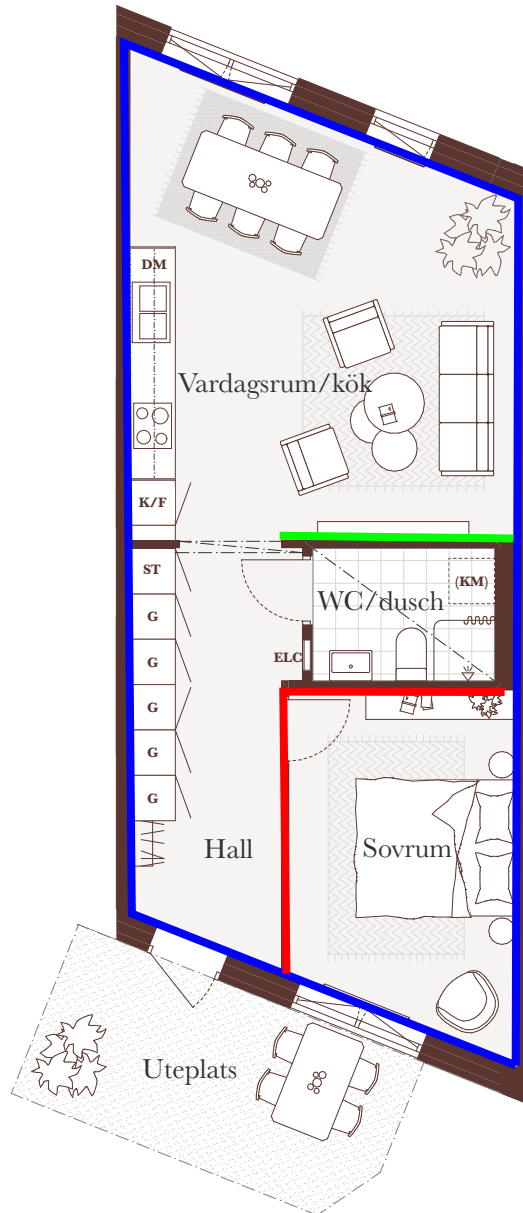 DM
Vardagsrum/kök
K/F
ST
G
G
G
G
G
WC/dusch
(KM)
ELC
Hall
Sovrum
Uteplats